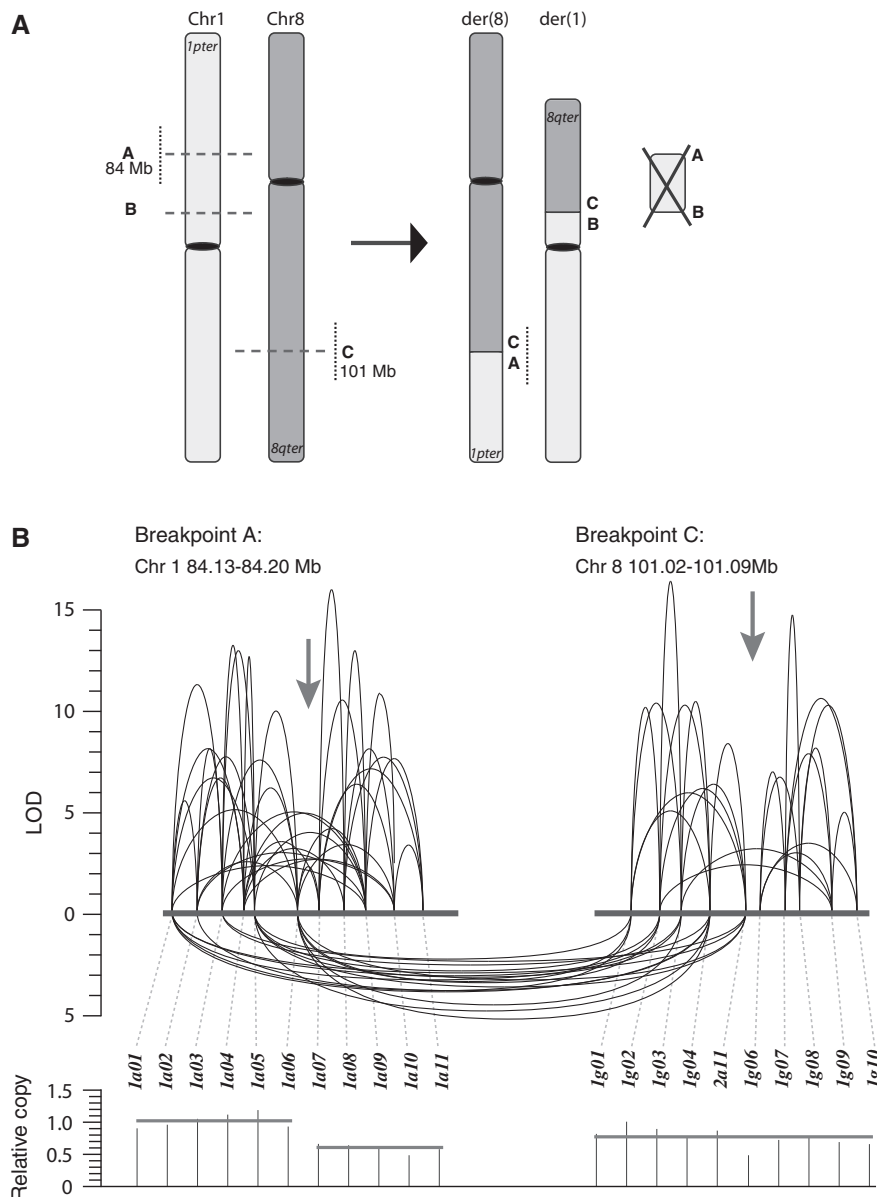 A
Chr1 Chr8 der(8) der(1)
1pter
8qter
A
84 Mb
A
B
C
B
B
C
101 Mb
C
A
8qter
1pter
B
Breakpoint A:
Chr 1 84.13-84.20 Mb
Breakpoint C:
Chr 8 101.02-101.09Mb
15
10
5
0
5
LOD
1a01 1a02 1a03 1a04 1a05 1a06 1a07 1a08 1a09 1a10 1a11
1g01 1g02 1g03 1g04 2a11 1g06 1g07 1g08 1g09 1g10
1.5
1.0
0.5
0
Relative copy